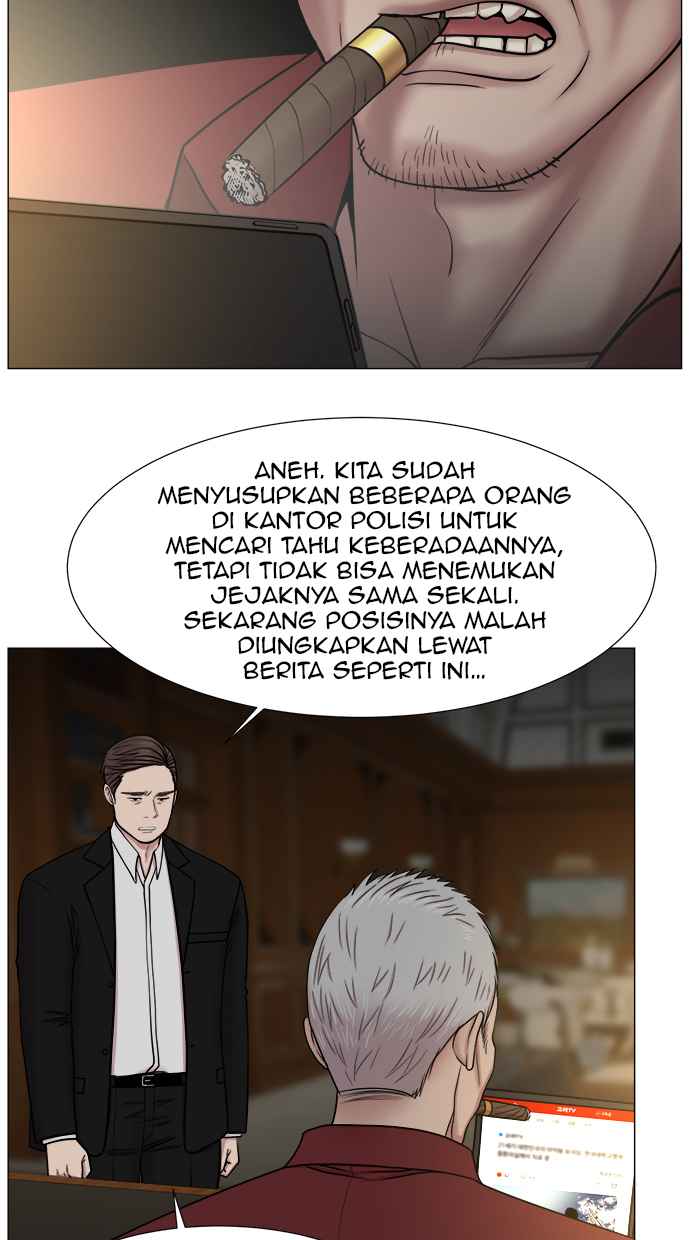 ANEH. KITA SUDAH
MENYUSUPKAN BEBERAPA ORANG
DI KANTOR POLISI UNTUK
MENCARI TAHU KEBERADAANNYA,
TETAPI TIDAK BISA MENEMUKAN
JEJAKNYA SAMA SEKALI.
SEKARANG POSISINYA MALAH
DIUNGKAPKAN LEWAT
BERITA SEPERTI INI...